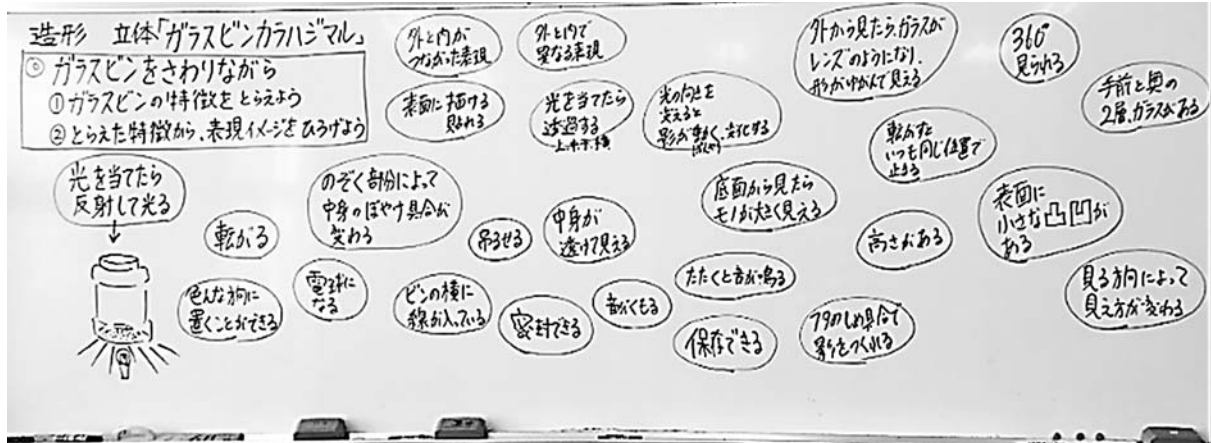 造形 立体「ガラスビンカラハジマル」
◎ ガラスビンをさわりながら
① ガラスビンの特徴をとらえよう
② とらえた特徴から、表現イメージをひろげよう
外と内が
つながった表現
外と内で
異なる表現
表面に描ける
貼れる
光を当てたら
透過する
光の向きを
変えると
影が動く、変化する
外から見たら、ガラスが
レンズのようになり、
形がゆがんで見える
360°
見られる
手前と奥の
2層、ガラスがある
転がすと
いつも同じ位置で
止まる
光を当てたら
反射して光る
転がる
のぞく部分によって
中身のぼやけ具合が
変わる
吊るせる
中身が
透けて見える
底面から見たら
モノが大きく見える
高さがある
表面に
小さな凸凹が
ある
色んな方向に
置くことができる
電球に
なる
ビンの横に
線が入っている
密封できる
音がくもる
たたくと音が鳴る
保存できる
フタのしめ具合で
つくれる
見る方向によって
見え方が変わる